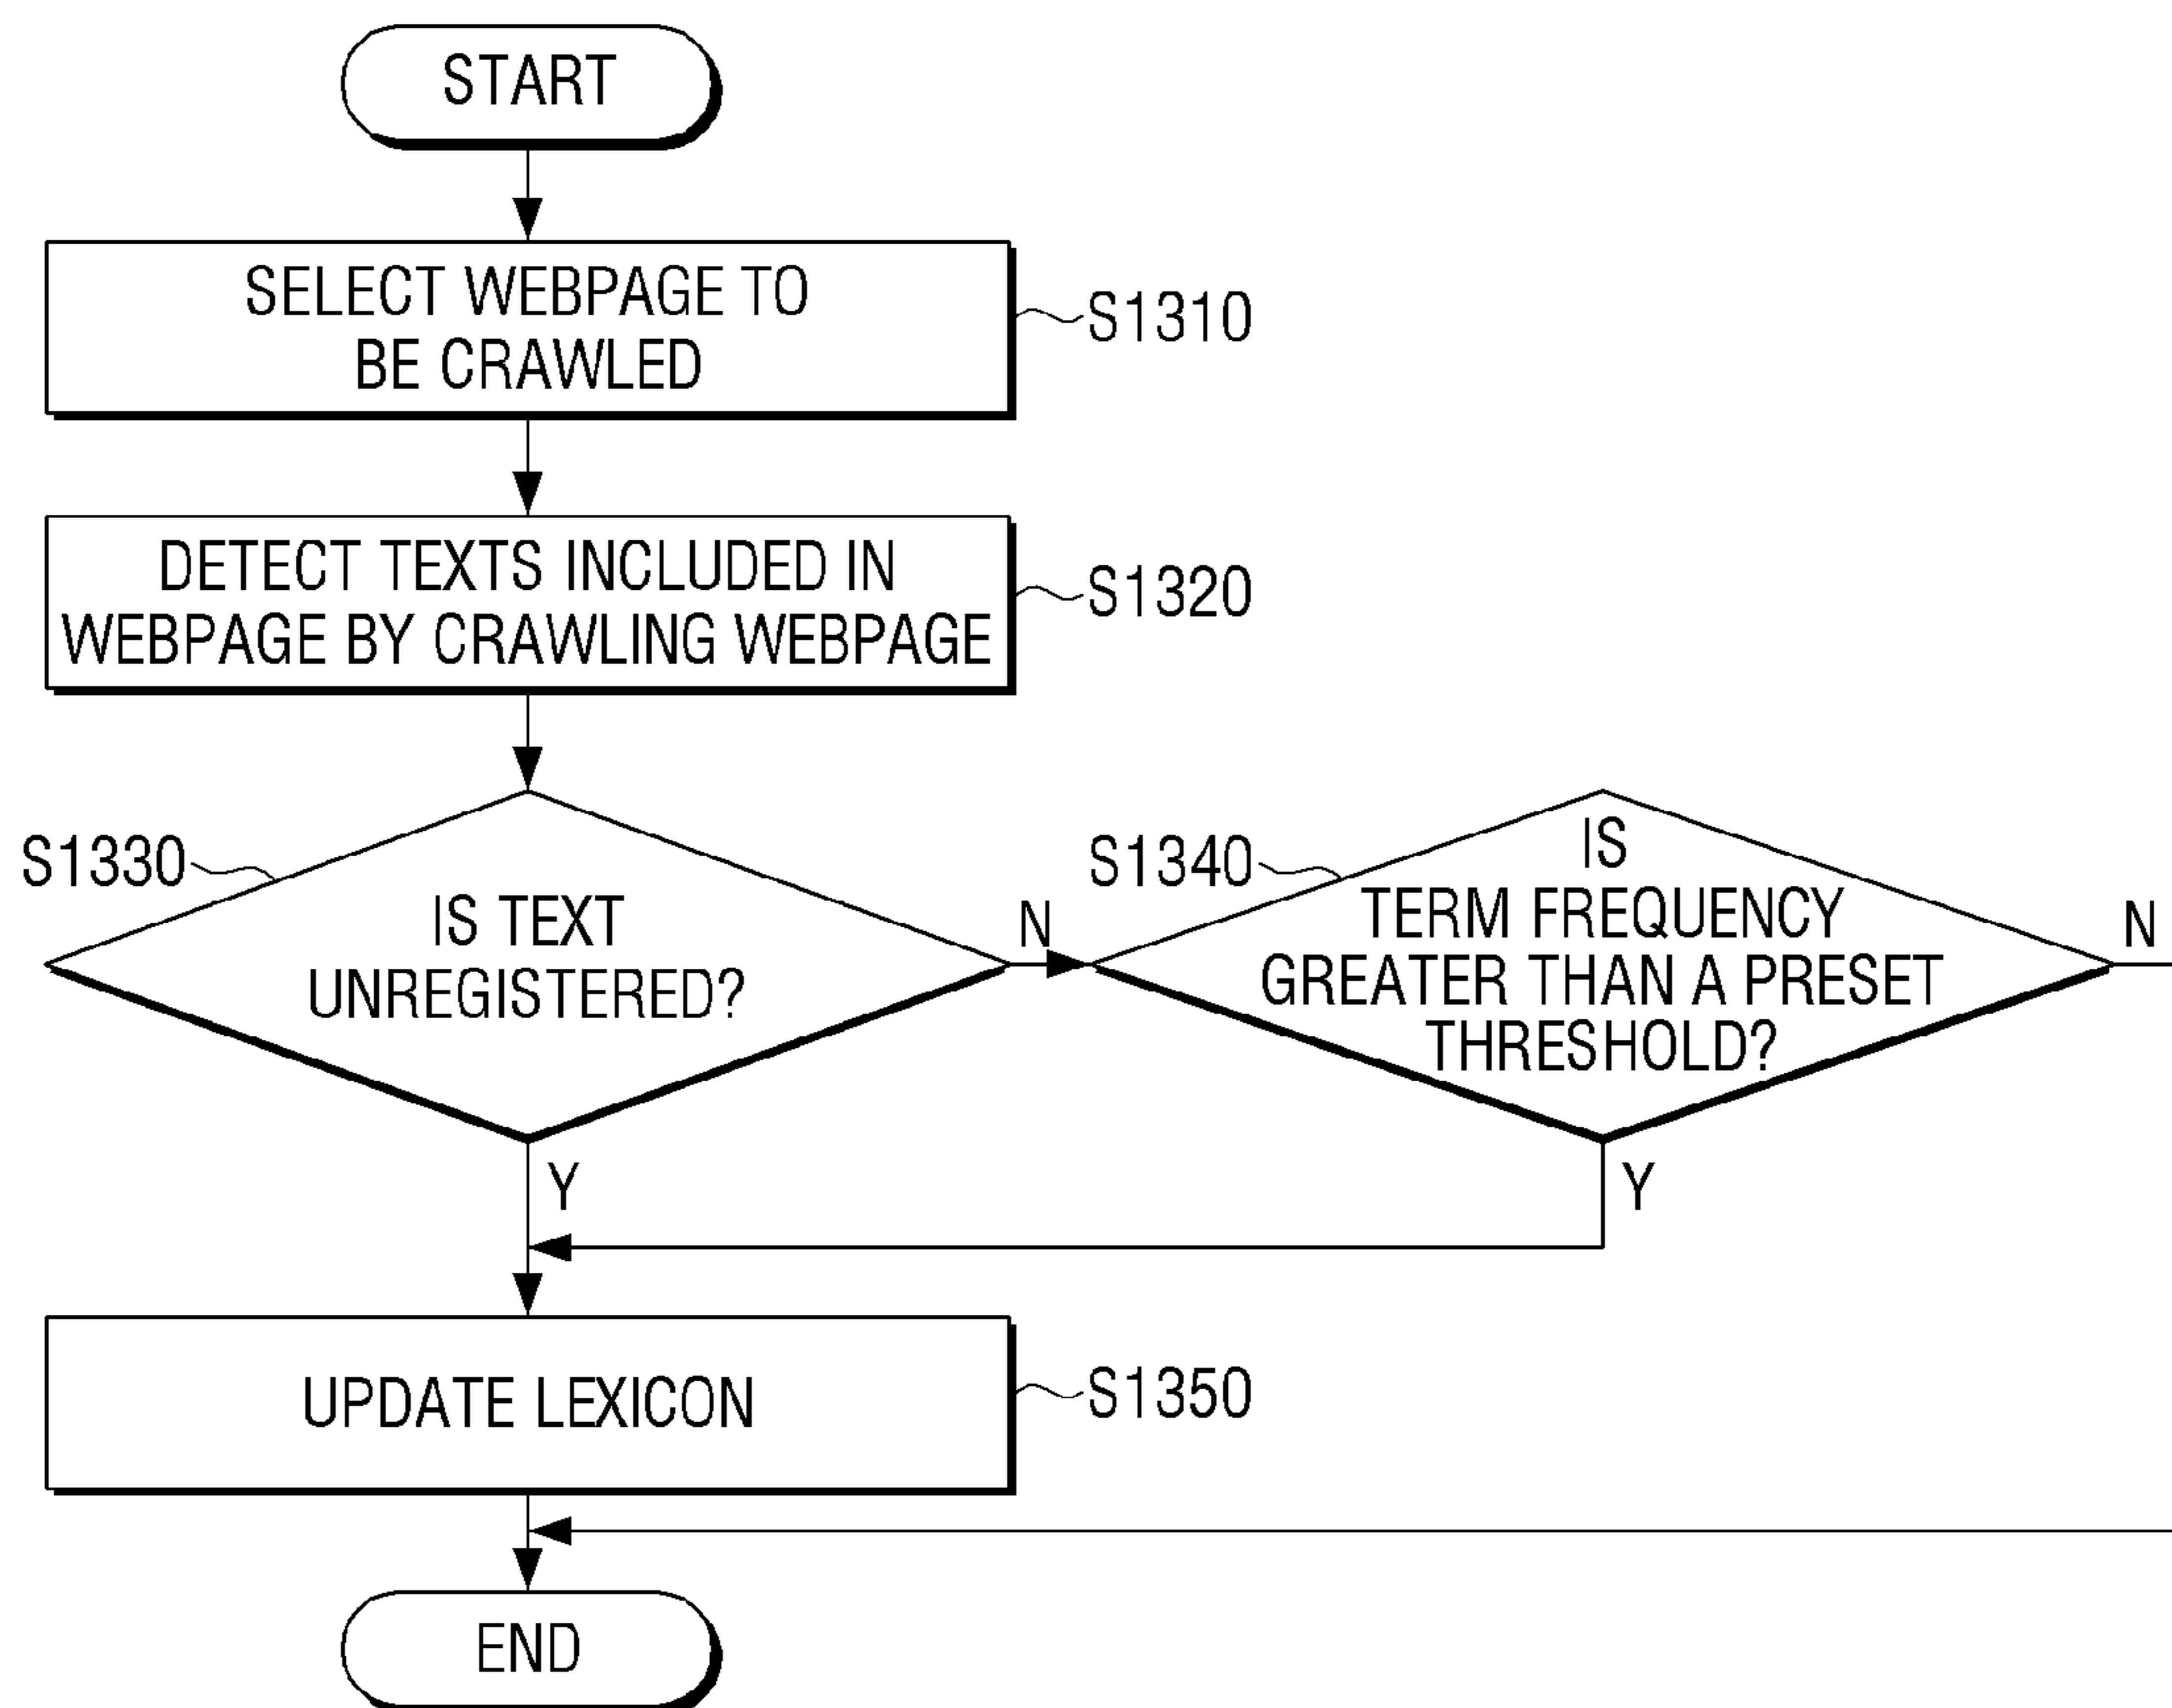 START
SELECT WEBPAGE TO
BE CRAWLED
S1310
DETECT TEXTS INCLUDED IN
WEBPAGE BY CRAWLING WEBPAGE
S1320
S1330
IS TEXT
UNREGISTERED?
N
Y
S1340
IS
TERM FREQUENCY
GREATER THAN A PRESET
THRESHOLD?
N
Y
UPDATE LEXICON
S1350
END